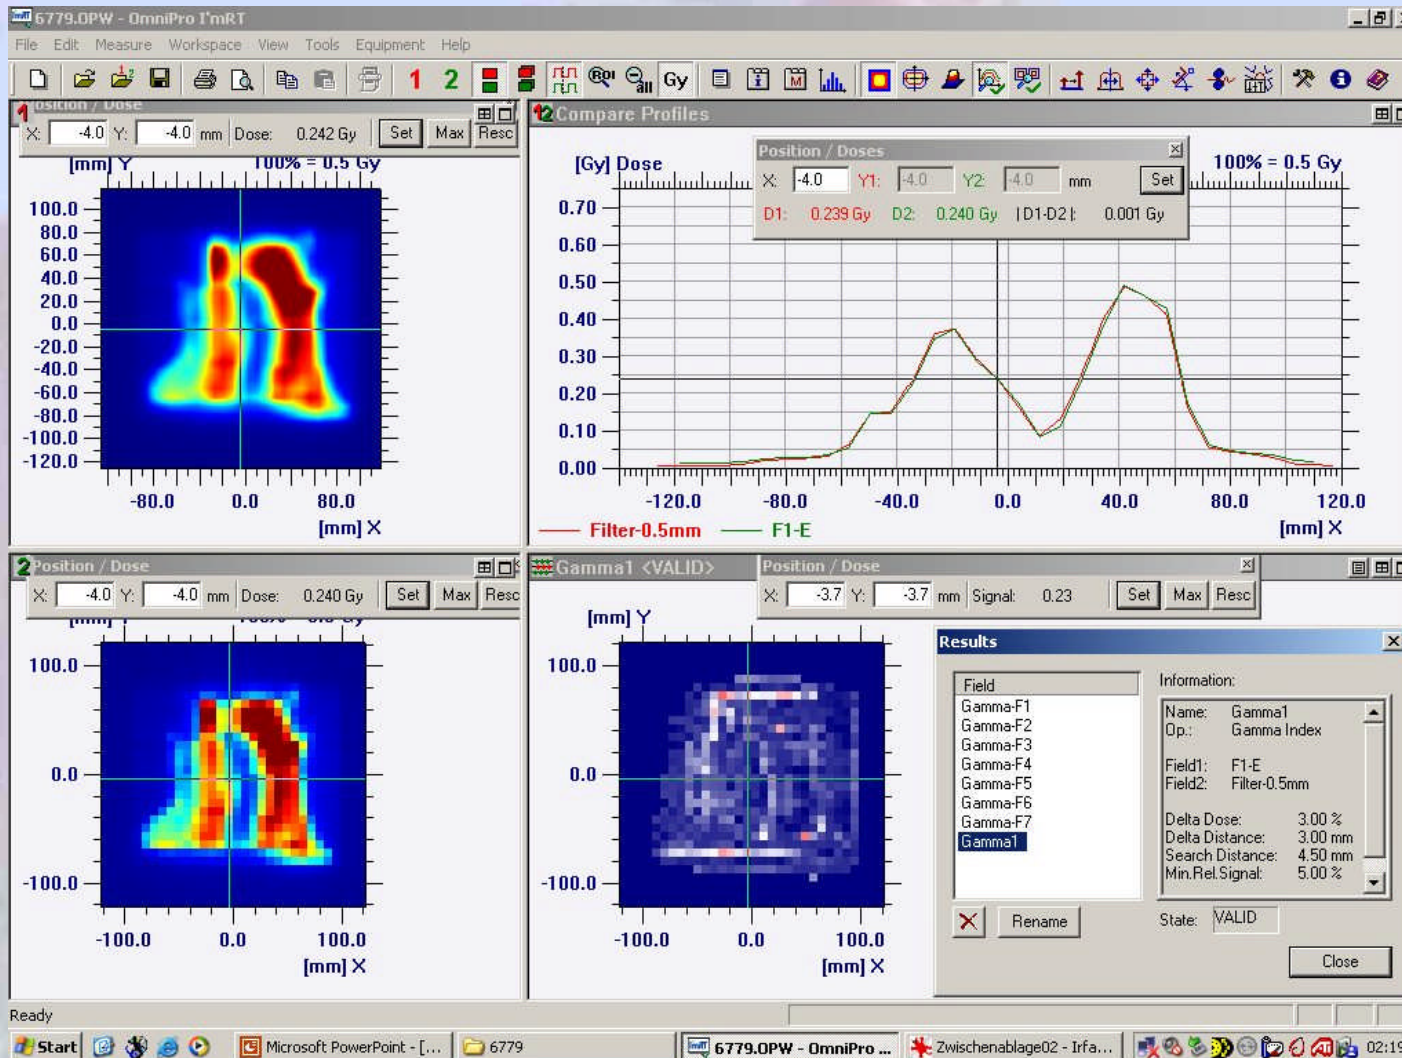 6779.OPW - OmniPro I'mRT
File Edit Measure Workspace View Tools Equipment Help
1 2 ROI all Gy
1 Position / Dose
X: -4.0 Y: -4.0 mm Dose: 0.242 Gy Set Max Resc
[mm] Y 100% = 0.5 Gy
100.0
80.0
60.0
40.0
20.0
0.0
-20.0
-40.0
-60.0
-80.0
-100.0
-120.0
-80.0 0.0 80.0
[mm] X
12 Compare Profiles
[Gy] Dose
100% = 0.5 Gy
Position / Doses
X: -4.0 Y1: -4.0 Y2: -4.0 mm Set
D1: 0.239 Gy D2: 0.240 Gy |D1-D2|: 0.001 Gy
0.70
0.60
0.50
0.40
0.30
0.20
0.10
0.00
-120.0 -80.0 -40.0 0.0 40.0 80.0 120.0
[mm] X
Filter-0.5mm F1-E
2 Position / Dose
X: -4.0 Y: -4.0 mm Dose: 0.240 Gy Set Max Resc
[mm] Y
100.0
0.0
-100.0
-100.0 0.0 100.0
[mm] X
Gamma1 <VALID>
Position / Dose
X: -3.7 Y: -3.7 mm Signal: 0.23 Set Max Resc
[mm] Y
100.0
0.0
-100.0
-100.0 0.0 100.0
[mm] X
Results
Field
Gamma-F1
Gamma-F2
Gamma-F3
Gamma-F4
Gamma-F5
Gamma-F6
Gamma-F7
Gamma1
Rename
Information:
Name: Gamma1
Op.: Gamma Index
Field1: F1-E
Field2: Filter-0.5mm
Delta Dose: 3.00 %
Delta Distance: 3.00 mm
Search Distance: 4.50 mm
Min.Rel.Signal: 5.00 %
State: VALID
Close
Ready
Start Microsoft PowerPoint - [... 6779 6779.OPW - OmniPro ... Zwischenablage02 - Irfa... 02:19